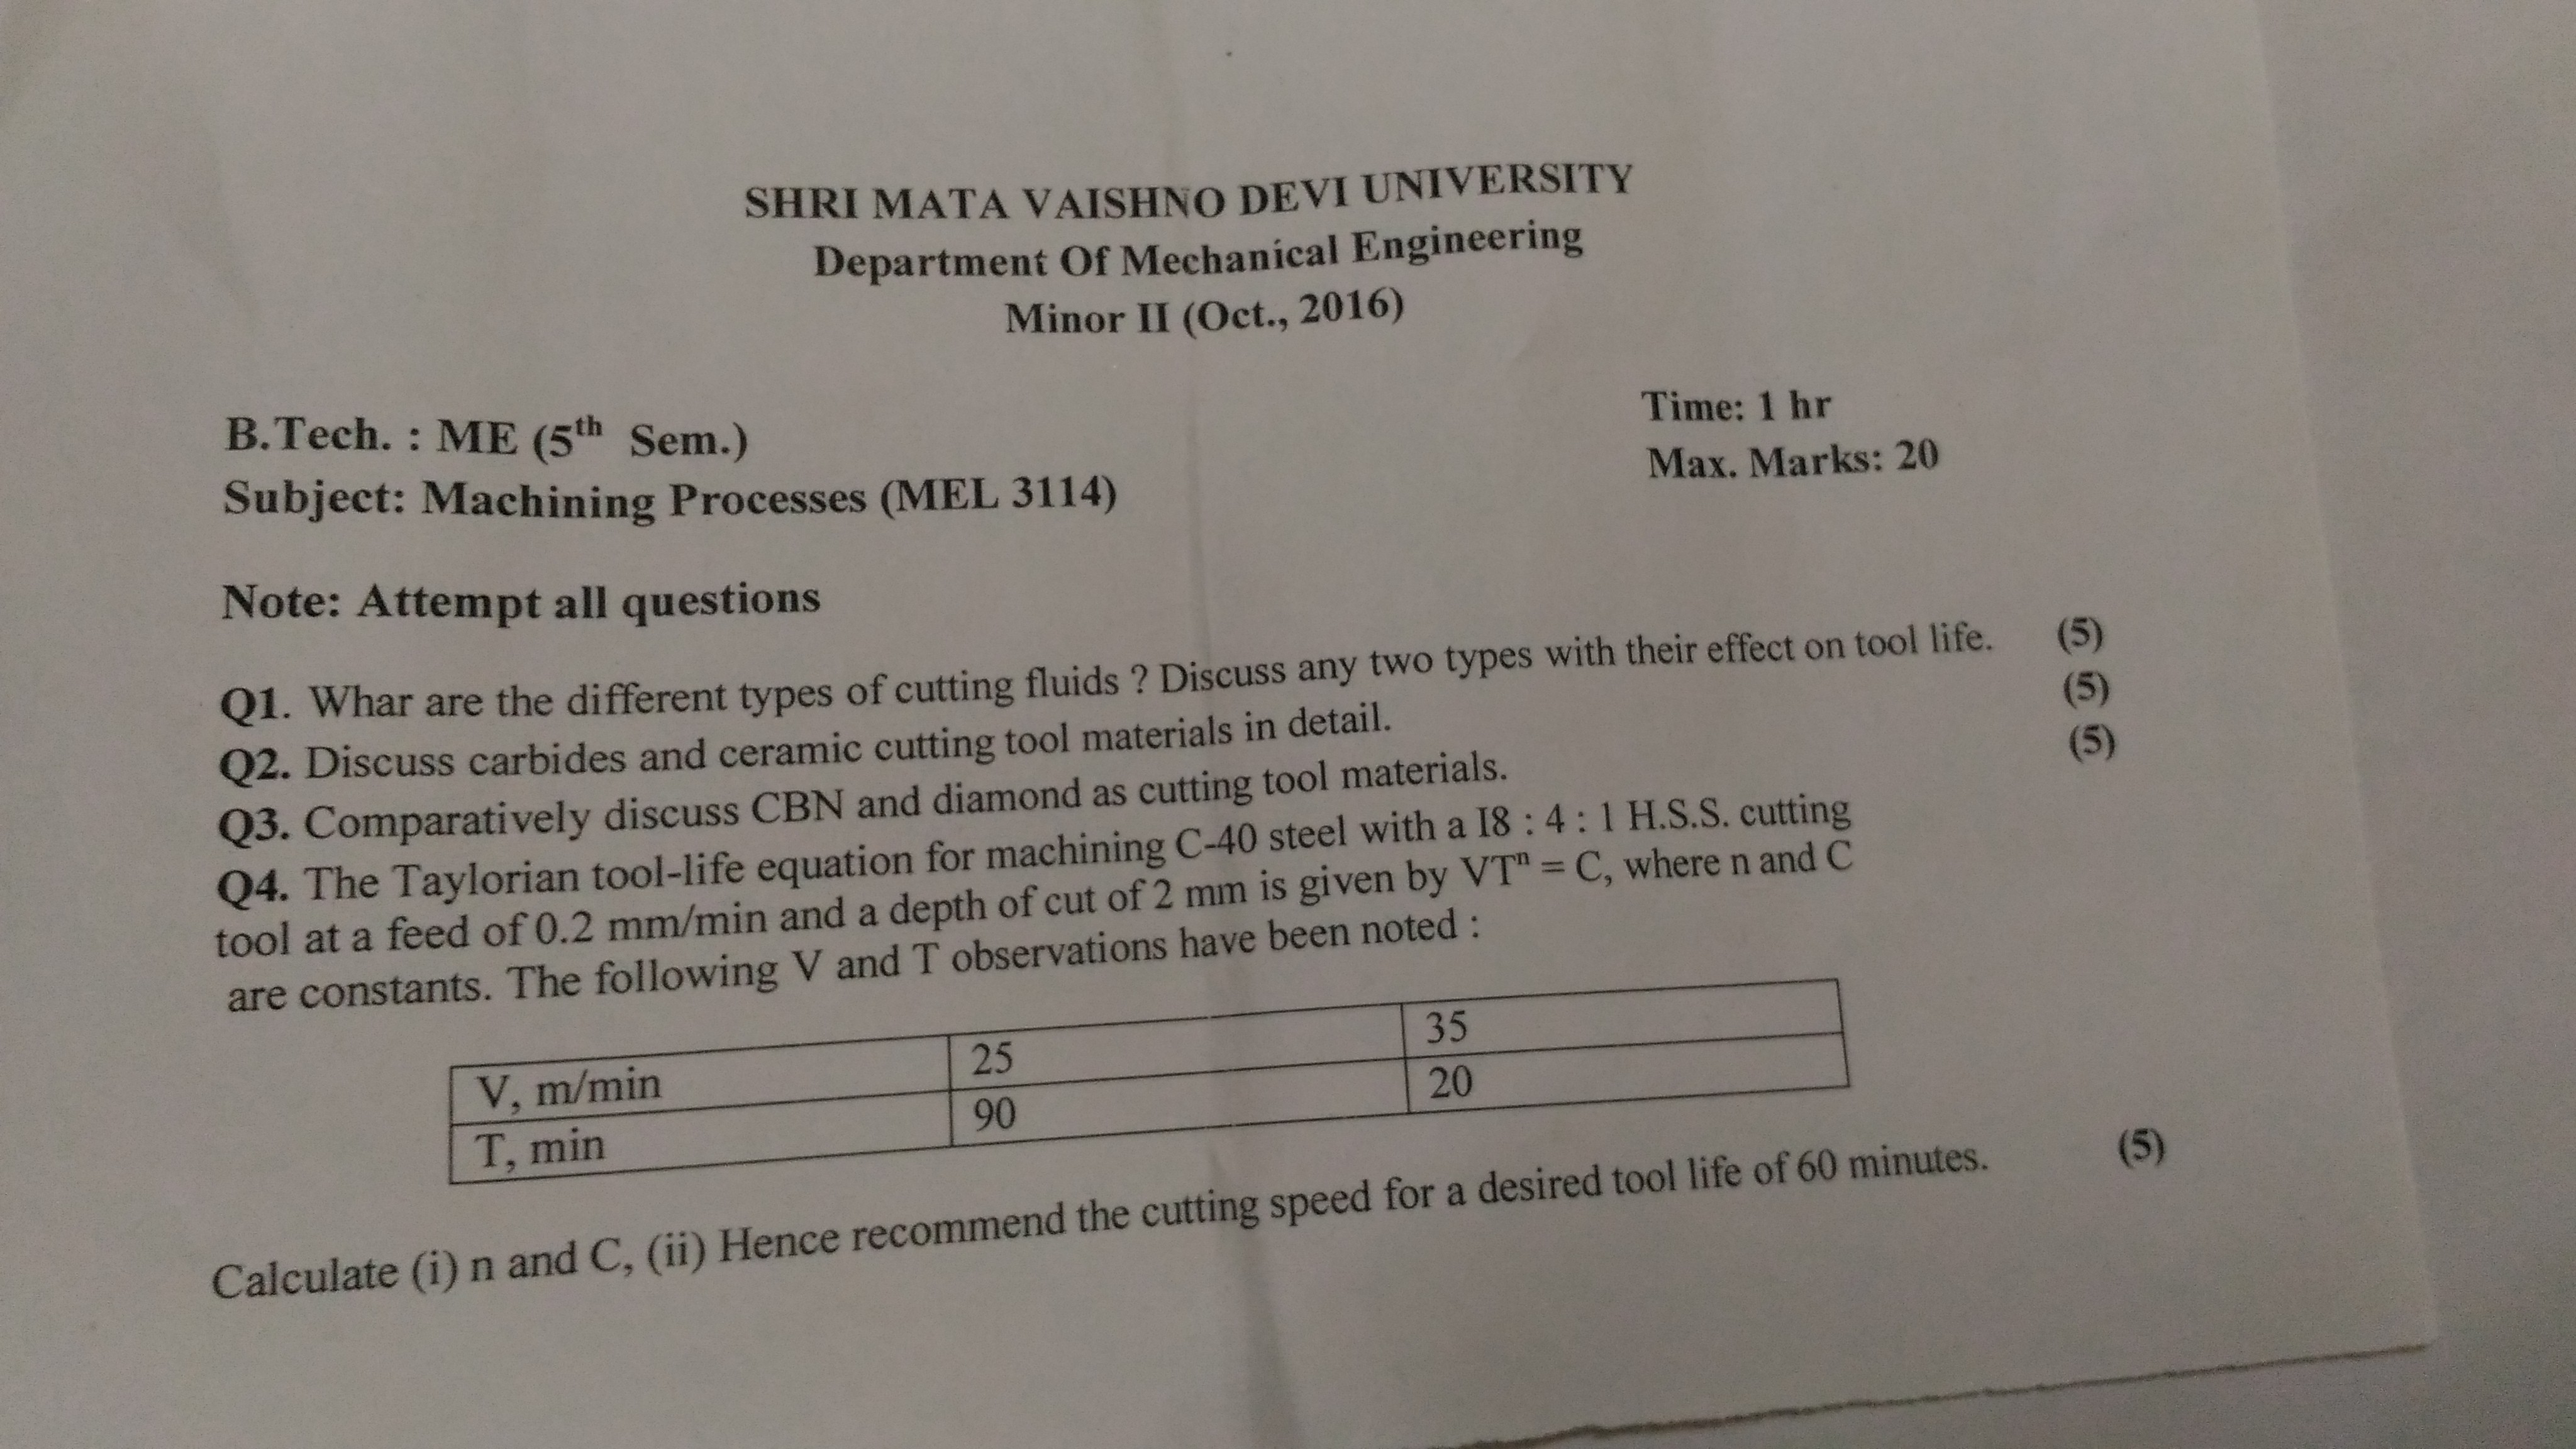 SHRI MATA VAISHNO DEVI UNIVERSITY
Department Of Mechanical Engineering
Minor II (Oct., 2016)
B.Tech. : ME (5th Sem.)
Time: 1 hr
Subject: Machining Processes (MEL 3114)
Max. Marks: 20
Note: Attempt all questions
Q1. Whar are the different types of cutting fluids ? Discuss any two types with their effect on tool life. (5)
Q2. Discuss carbides and ceramic cutting tool materials in detail. (5)
Q3. Comparatively discuss CBN and diamond as cutting tool materials. (5)
Q4. The Taylorian tool-life equation for machining C-40 steel with a I8 : 4 : 1 H.S.S. cutting
tool at a feed of 0.2 mm/min and a depth of cut of 2 mm is given by VTⁿ = C, where n and C
are constants. The following V and T observations have been noted :
V, m/min 25 35
T, min 90 20
Calculate (i) n and C, (ii) Hence recommend the cutting speed for a desired tool life of 60 minutes. (5)